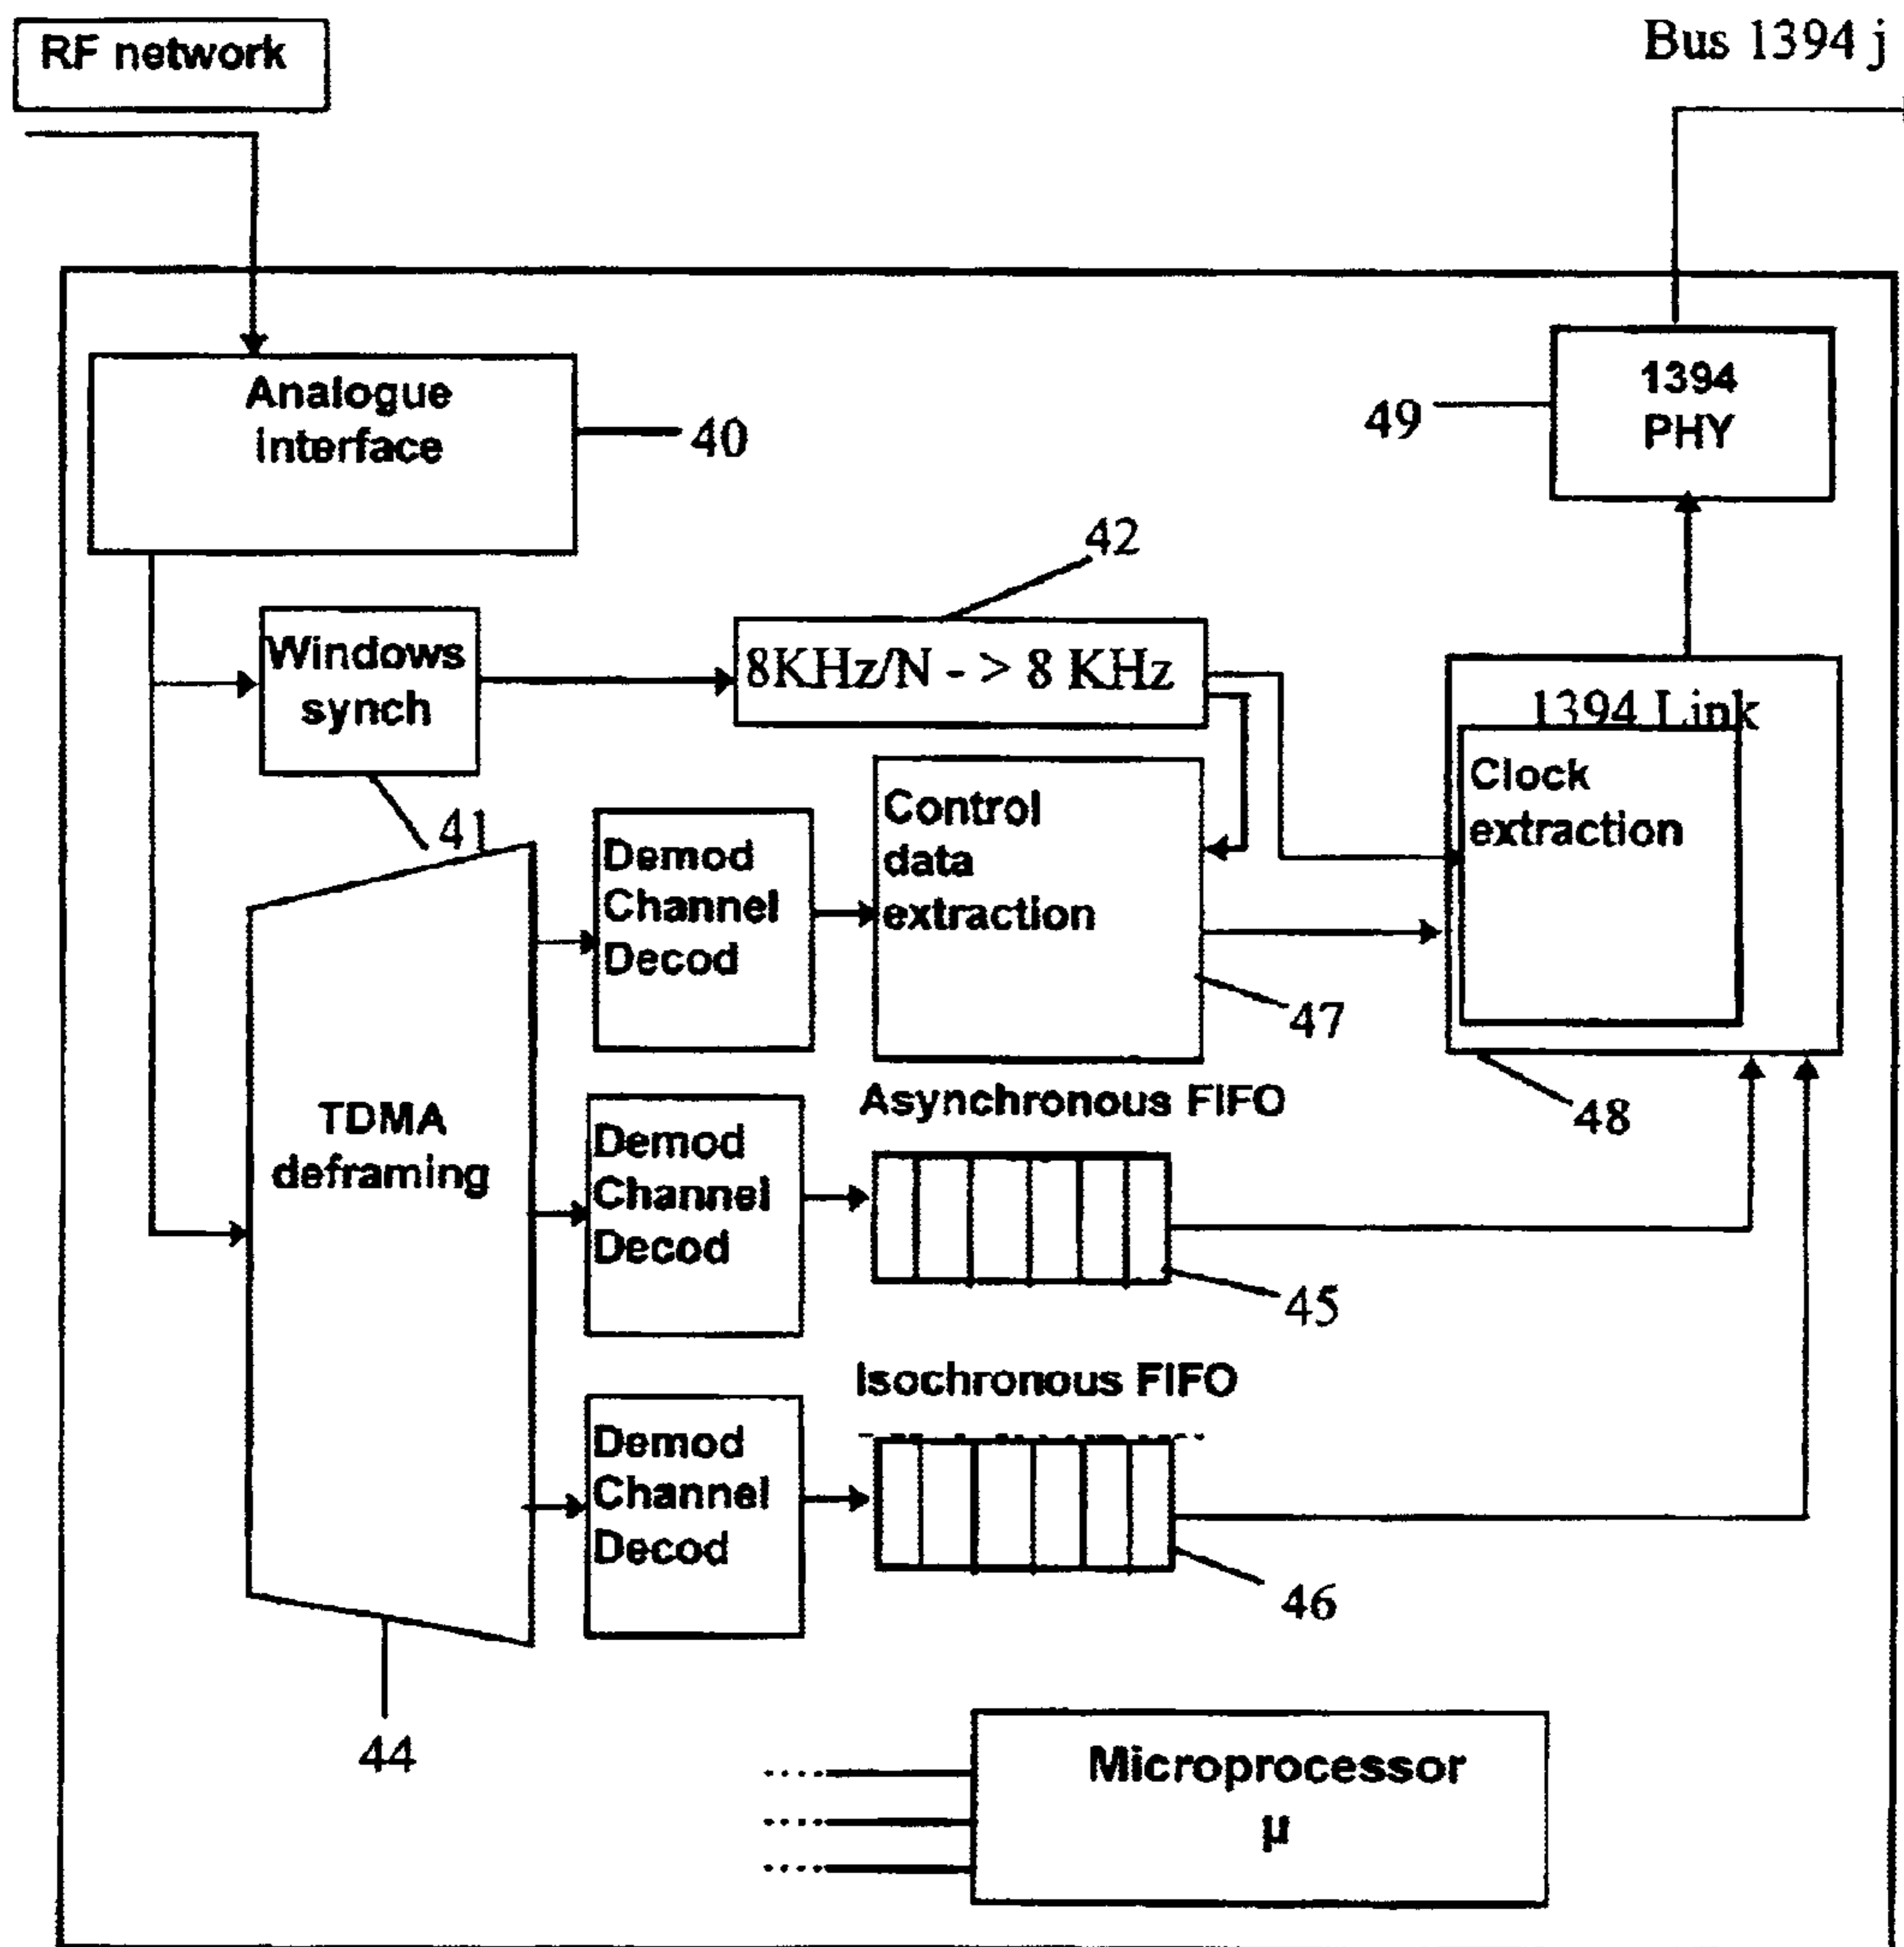 RF network
Bus 1394 j
Analogue
interface
40
1394
PHY
49
42
Windows
synch
8KHz/N - > 8 KHz
1394 Link
Clock
extraction
41
Demod
Channel
Decod
Control
data
extraction
47
48
TDMA
deframing
Asynchronous FIFO
Demod
Channel
Decod
45
Isochronous FIFO
Demod
Channel
Decod
46
44
Microprocessor
µ